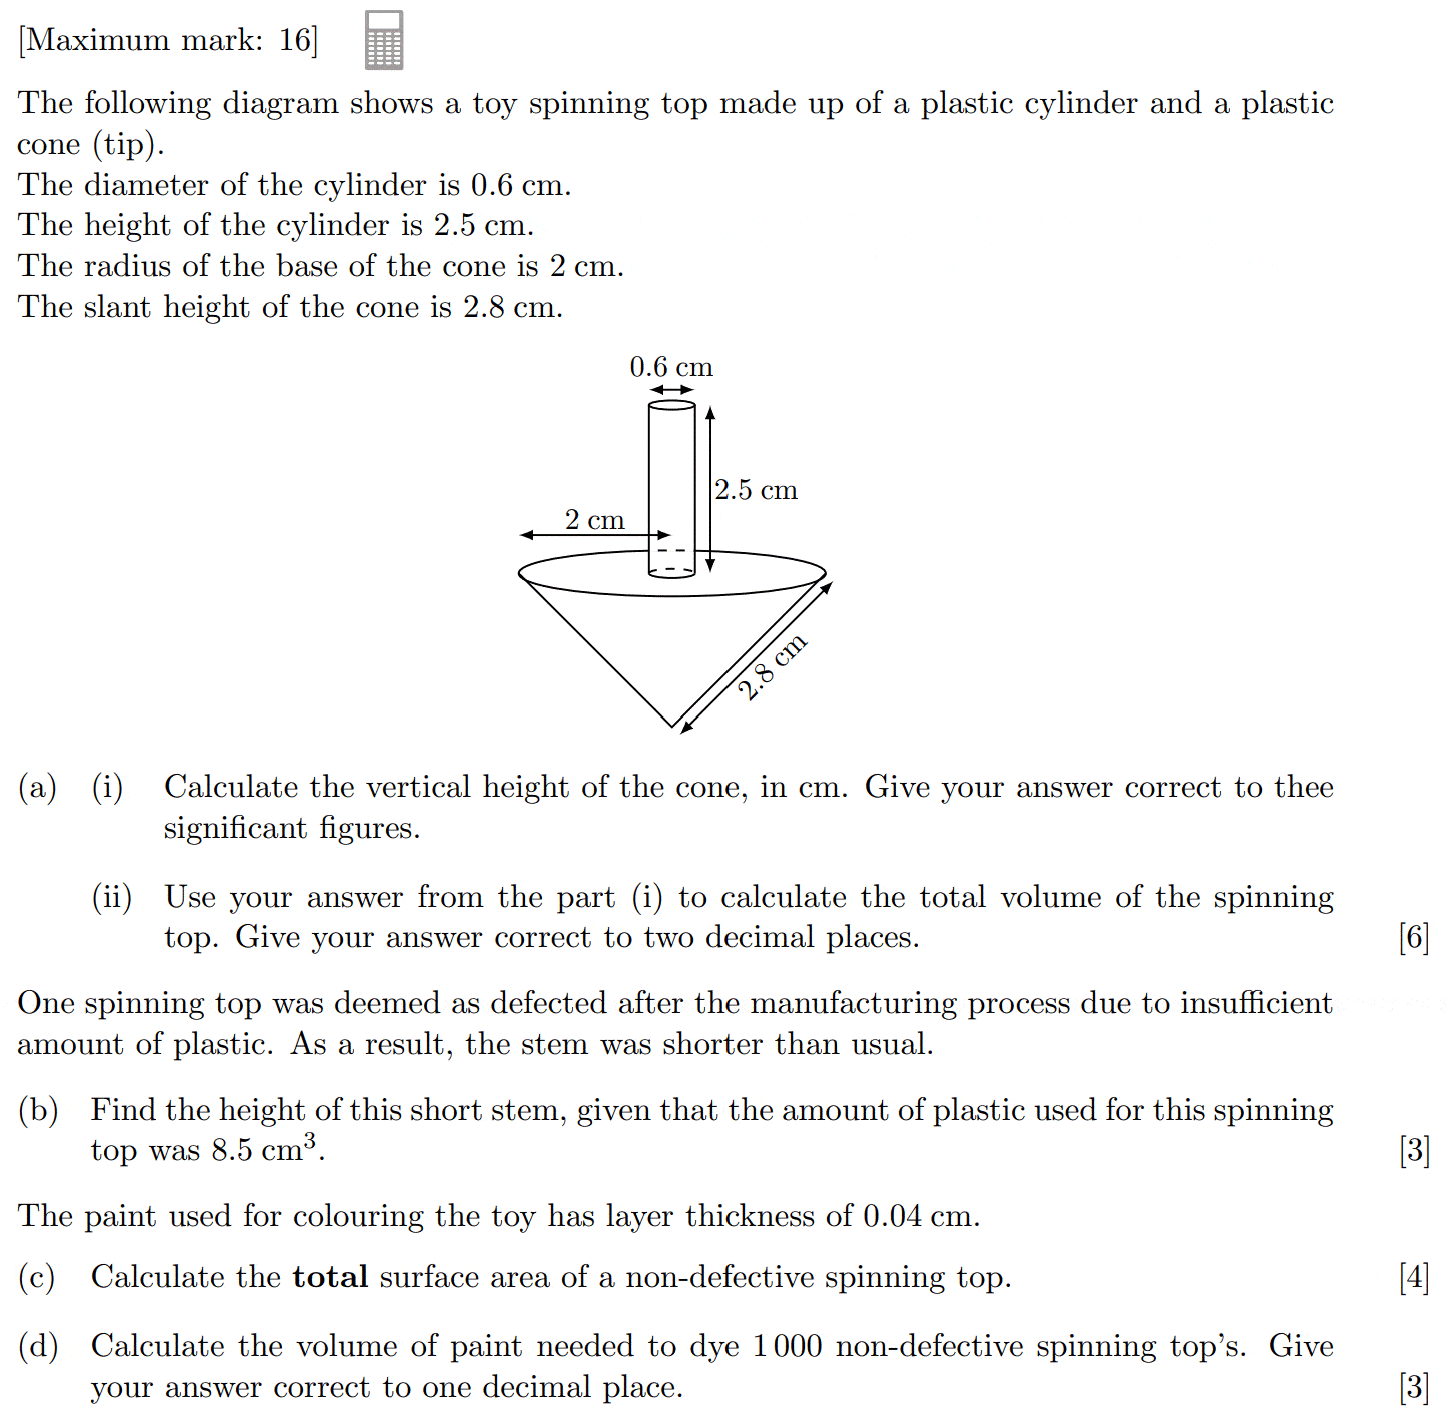 [Maximum mark: 16]
The following diagram shows a toy spinning top made up of a plastic cylinder and a plastic
cone (tip).
The diameter of the cylinder is 0.6 cm.
The height of the cylinder is 2.5 cm.
The radius of the base of the cone is 2 cm.
The slant height of the cone is 2.8 cm.
0.6 cm
2.5 cm
2 cm
2.8 cm
(a) (i) Calculate the vertical height of the cone, in cm. Give your answer correct to thee
significant figures.
(ii) Use your answer from the part (i) to calculate the total volume of the spinning
top. Give your answer correct to two decimal places. [6]
One spinning top was deemed as defected after the manufacturing process due to insufficient
amount of plastic. As a result, the stem was shorter than usual.
(b) Find the height of this short stem, given that the amount of plastic used for this spinning
top was 8.5 cm³. [3]
The paint used for colouring the toy has layer thickness of 0.04 cm.
(c) Calculate the total surface area of a non-defective spinning top. [4]
(d) Calculate the volume of paint needed to dye 1 000 non-defective spinning top's. Give
your answer correct to one decimal place. [3]